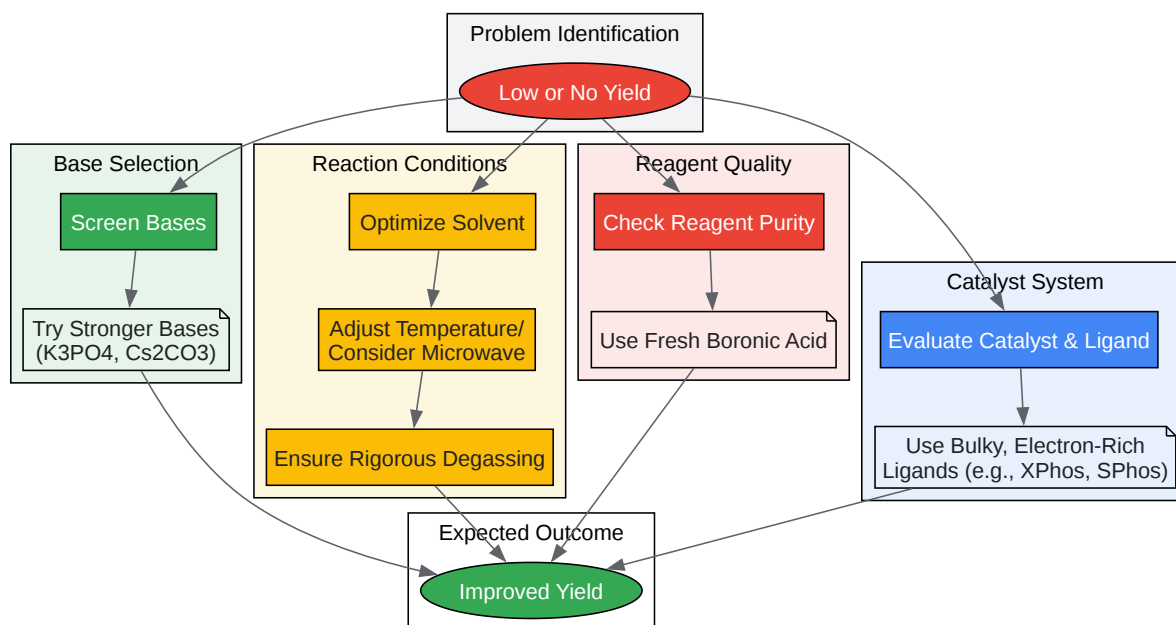 Problem Identification
Low or No Yield
Base Selection
Screen Bases
Try Stronger Bases
(K3PO4, Cs2CO3)
Reaction Conditions
Optimize Solvent
Adjust Temperature/
Consider Microwave
Ensure Rigorous Degassing
Reagent Quality
Check Reagent Purity
Use Fresh Boronic Acid
Catalyst System
Evaluate Catalyst & Ligand
Use Bulky, Electron-Rich
Ligands (e.g., XPhos, SPhos)
Expected Outcome
Improved Yield